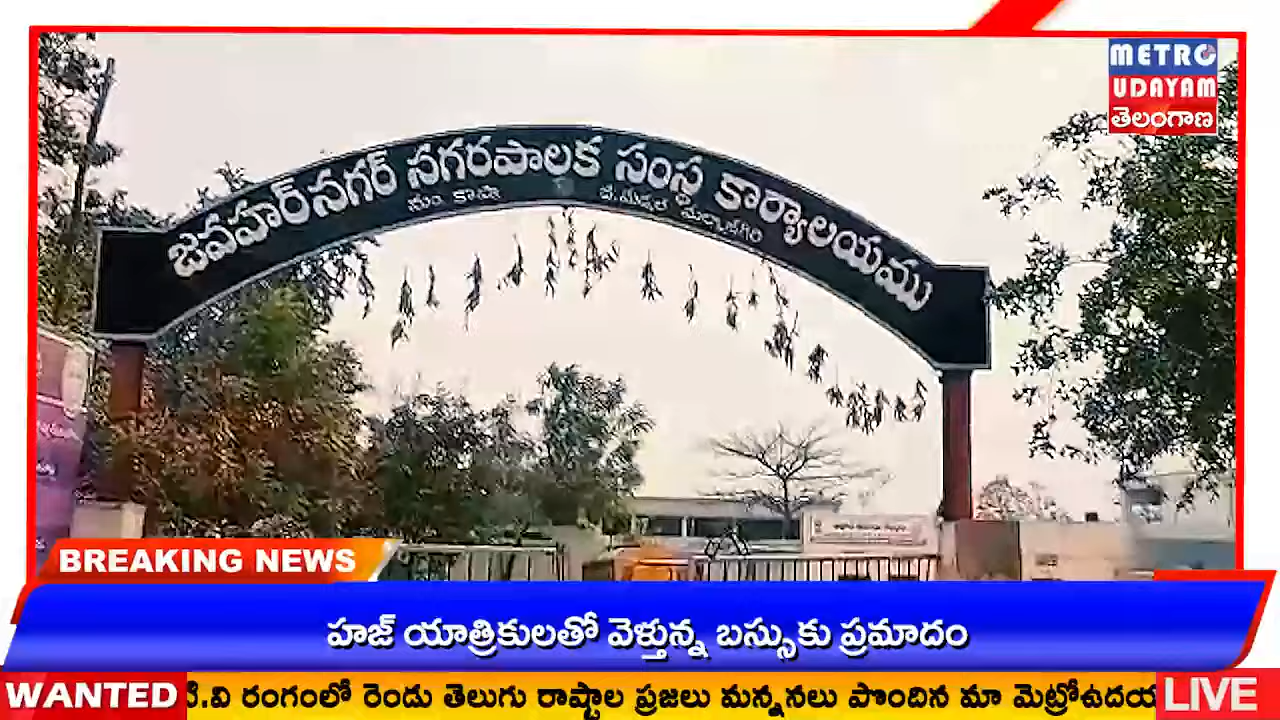 METRO
UDAYAM
తెలంగాణ
జవహర్‌నగర్ నగరపాలక సంస్థ కార్యాలయము
BREAKING NEWS
హజ్ యాత్రికులతో వెళ్తున్న బస్సుకు ప్రమాదం
WANTED
.వి రంగంలో రెండు తెలుగు రాష్ట్రాల ప్రజలు మన్ననలు పొందిన మా మెట్రోఉదయ
LIVE